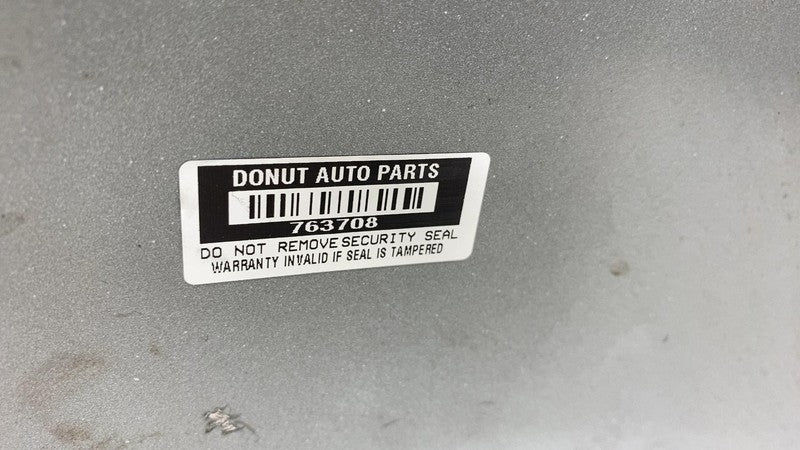 DONUT AUTO PARTS
763708
DO NOT REMOVE SECURITY SEAL
WARRANTY INVALID IF SEAL IS TAMPERED